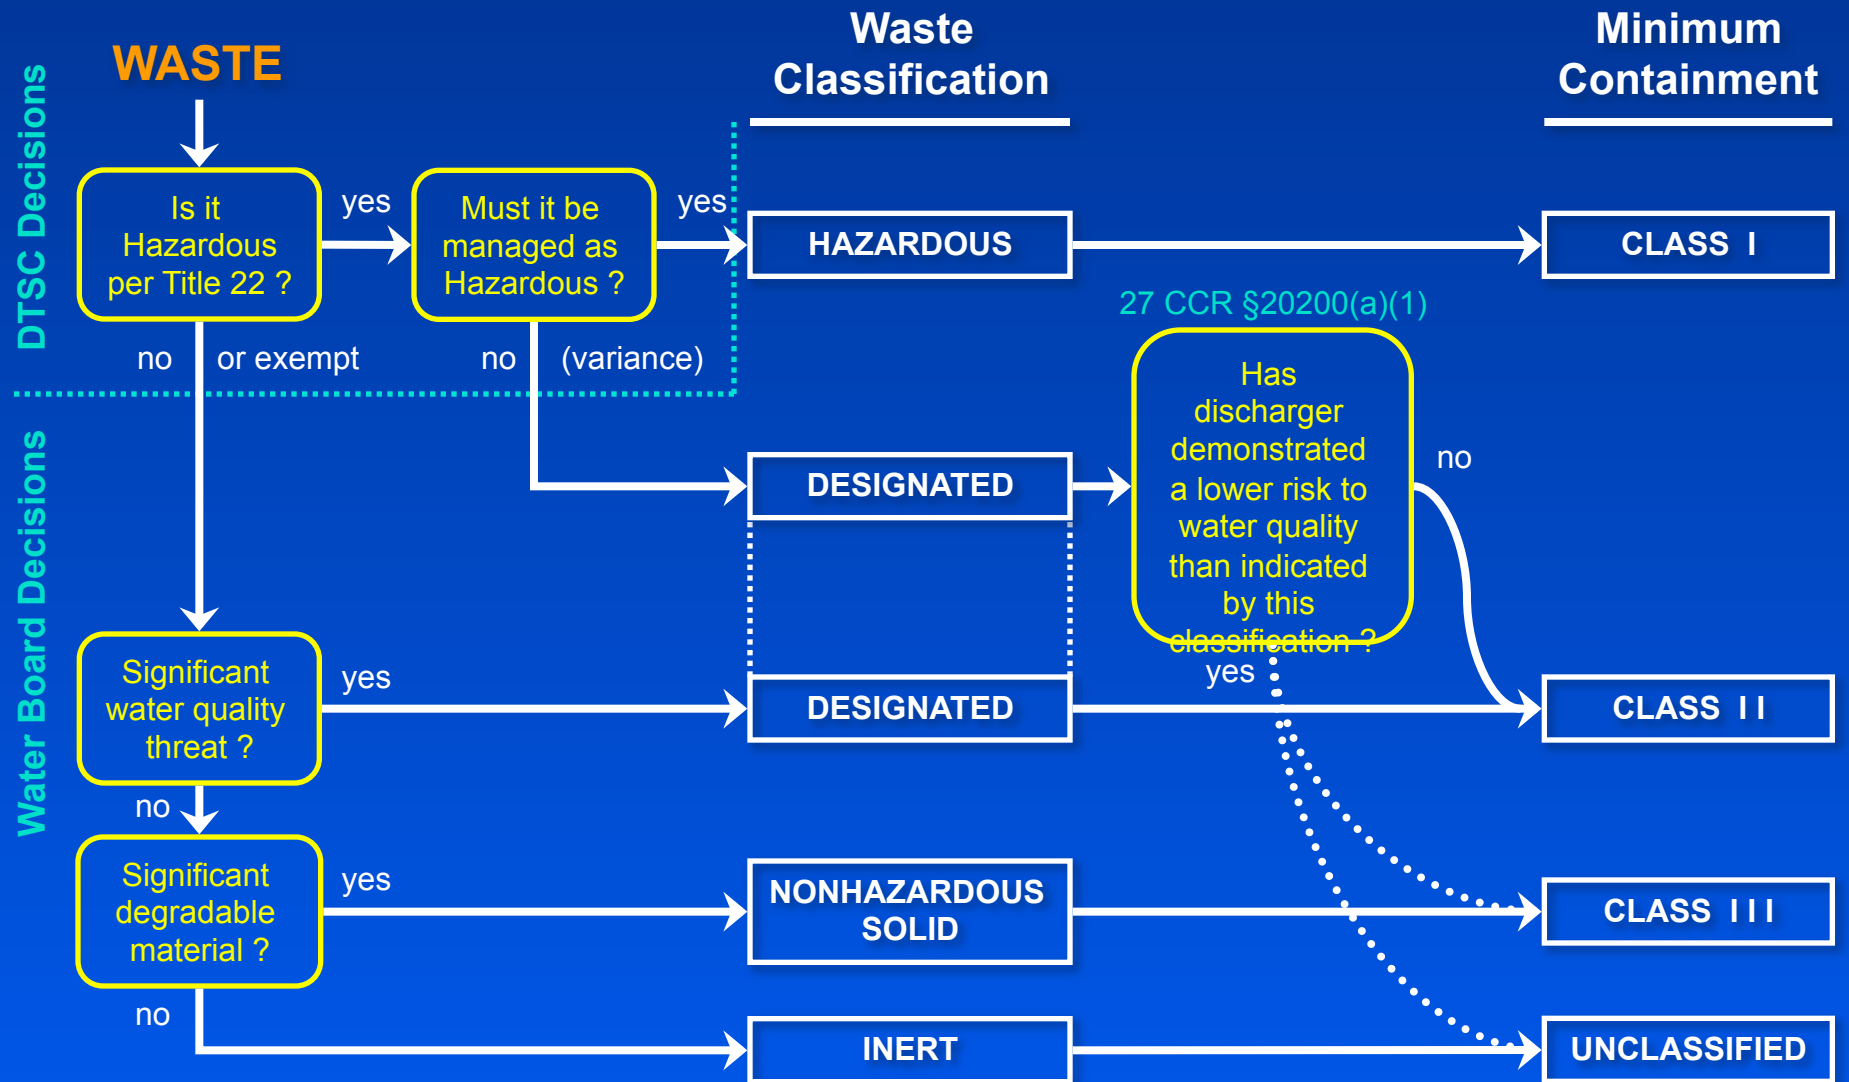 WASTE
Waste
Classification
Minimum
Containment
DTSC Decisions
Is it
Hazardous
per Title 22 ?
yes
Must it be
managed as
Hazardous ?
yes
HAZARDOUS
CLASS I
no
or exempt
no
(variance)
27 CCR §20200(a)(1)
Has
discharger
demonstrated
a lower risk to
water quality
than indicated
by this
classification ?
no
yes
Water Board Decisions
DESIGNATED
Significant
water quality
threat ?
yes
DESIGNATED
CLASS I I
no
Significant
degradable
material ?
yes
NONHAZARDOUS
SOLID
CLASS I I I
no
INERT
UNCLASSIFIED